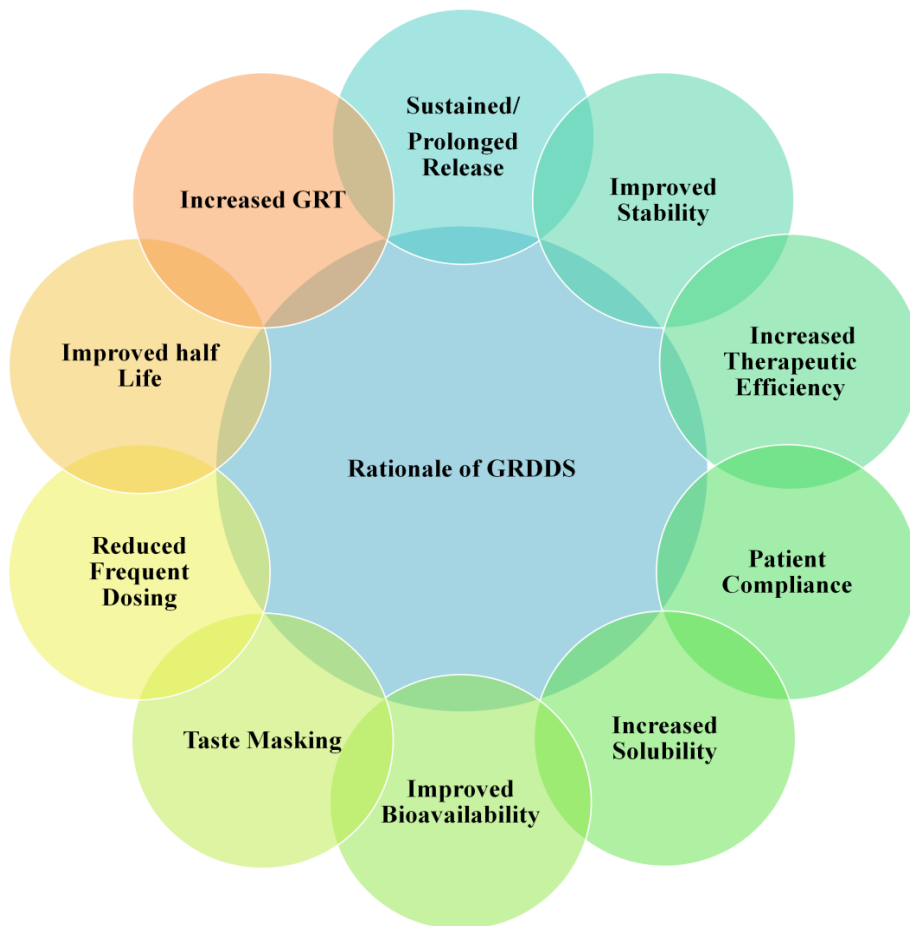 Sustained/
Prolonged
Release
Improved
Stability
Increased
Therapeutic
Efficiency
Patient
Compliance
Increased
Solubility
Improved
Bioavailability
Taste Masking
Reduced
Frequent
Dosing
Improved half
Life
Increased GRT
Rationale of GRDDS